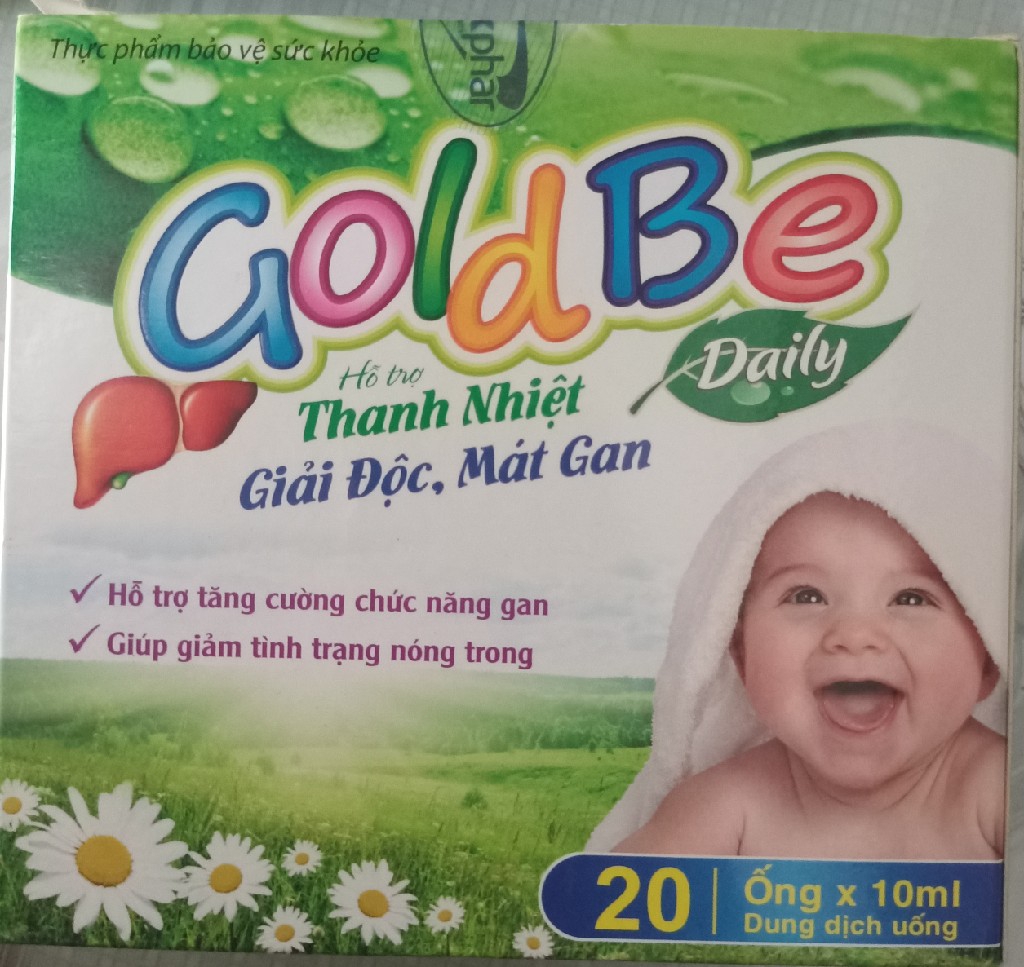 Thực phẩm bảo vệ sức khỏe
GoldBe
Daily
Hỗ trợ
Thanh Nhiệt
Giải Độc, Mát Gan
✓ Hỗ trợ tăng cường chức năng gan
✓ Giúp giảm tình trạng nóng trong
20 Ống x 10ml
Dung dịch uống